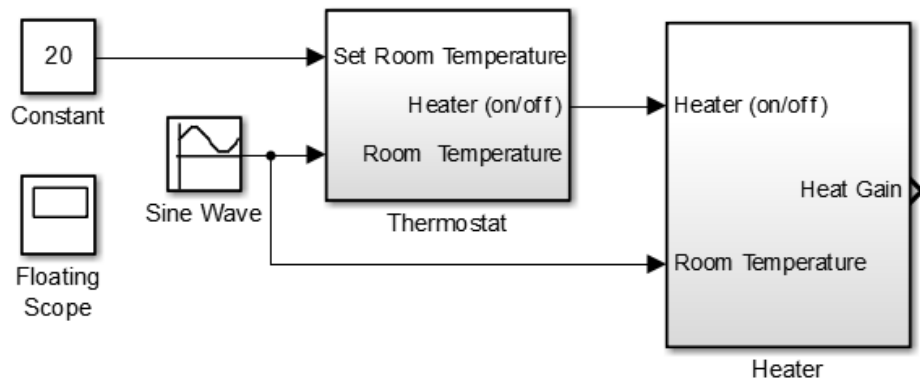 20
Constant
Set Room Temperature
Heater (on/off)
Room Temperature
Thermostat
Sine Wave
Floating
Scope
Heater (on/off)
Heat Gain
Room Temperature
Heater